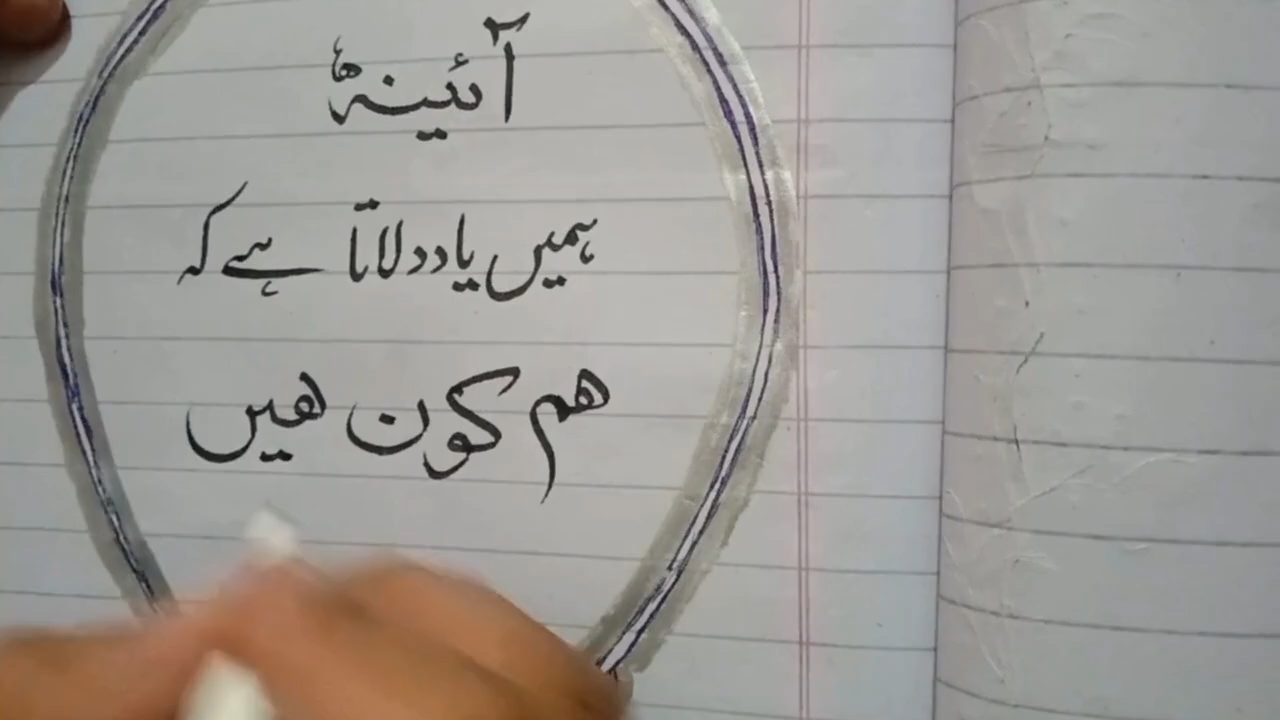 آئینہ
ہمیں یاد دلاتا ہے کہ
ھم کون ھیں